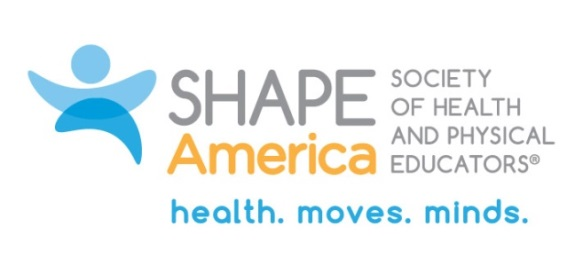 SHAPE
America
SOCIETY
OF HEALTH
AND PHYSICAL
EDUCATORS®
health. moves. minds.